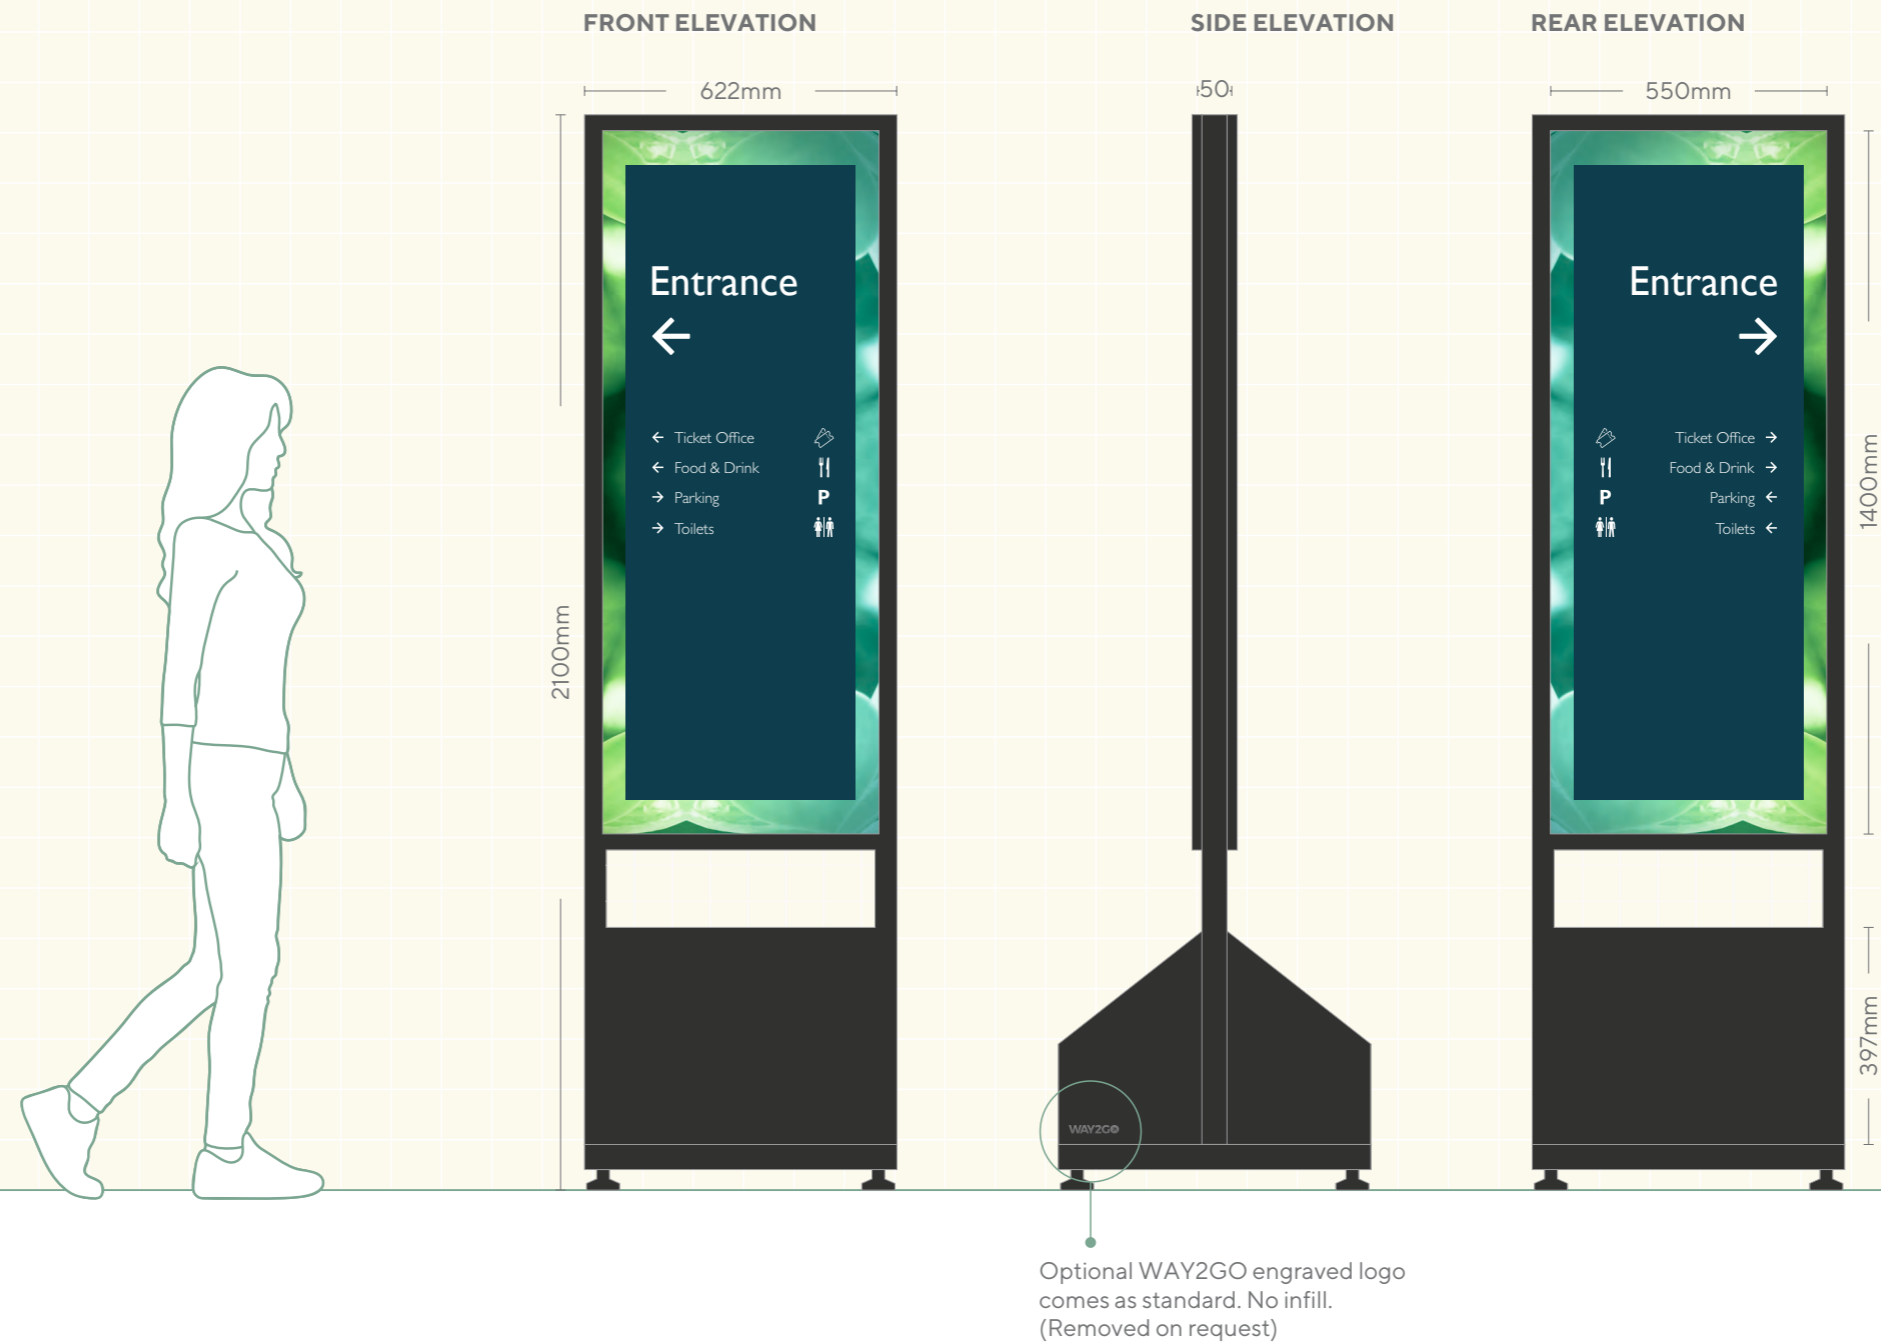 FRONT ELEVATION
SIDE ELEVATION
REAR ELEVATION
622mm
50
550mm
2100mm
Entrance
←
← Ticket Office
← Food & Drink
→ Parking P
→ Toilets
Entrance
→
Ticket Office →
Food & Drink →
P Parking ←
Toilets ←
1400mm
397mm
WAY2GO
Optional WAY2GO engraved logo
comes as standard. No infill.
(Removed on request)